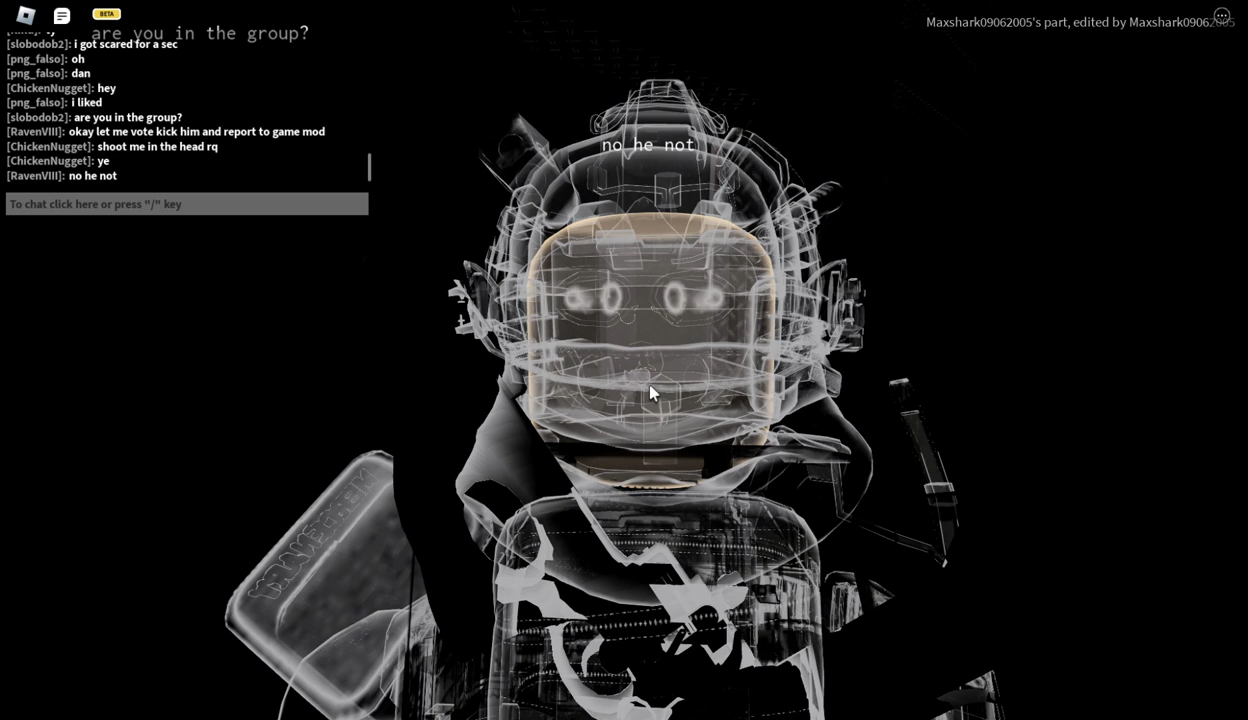 BETA
are you in the group?
Maxshark09062005's part, edited by Maxshark09062005
[slobodob2]: i got scared for a sec
[png_falso]: oh
[png_falso]: dan
[ChickenNugget]: hey
[png_falso]: i liked
[slobodob2]: are you in the group?
[RavenVIII]: okay let me vote kick him and report to game mod
[ChickenNugget]: shoot me in the head rq
[ChickenNugget]: ye
[RavenVIII]: no he not
no he not
To chat click here or press "/" key